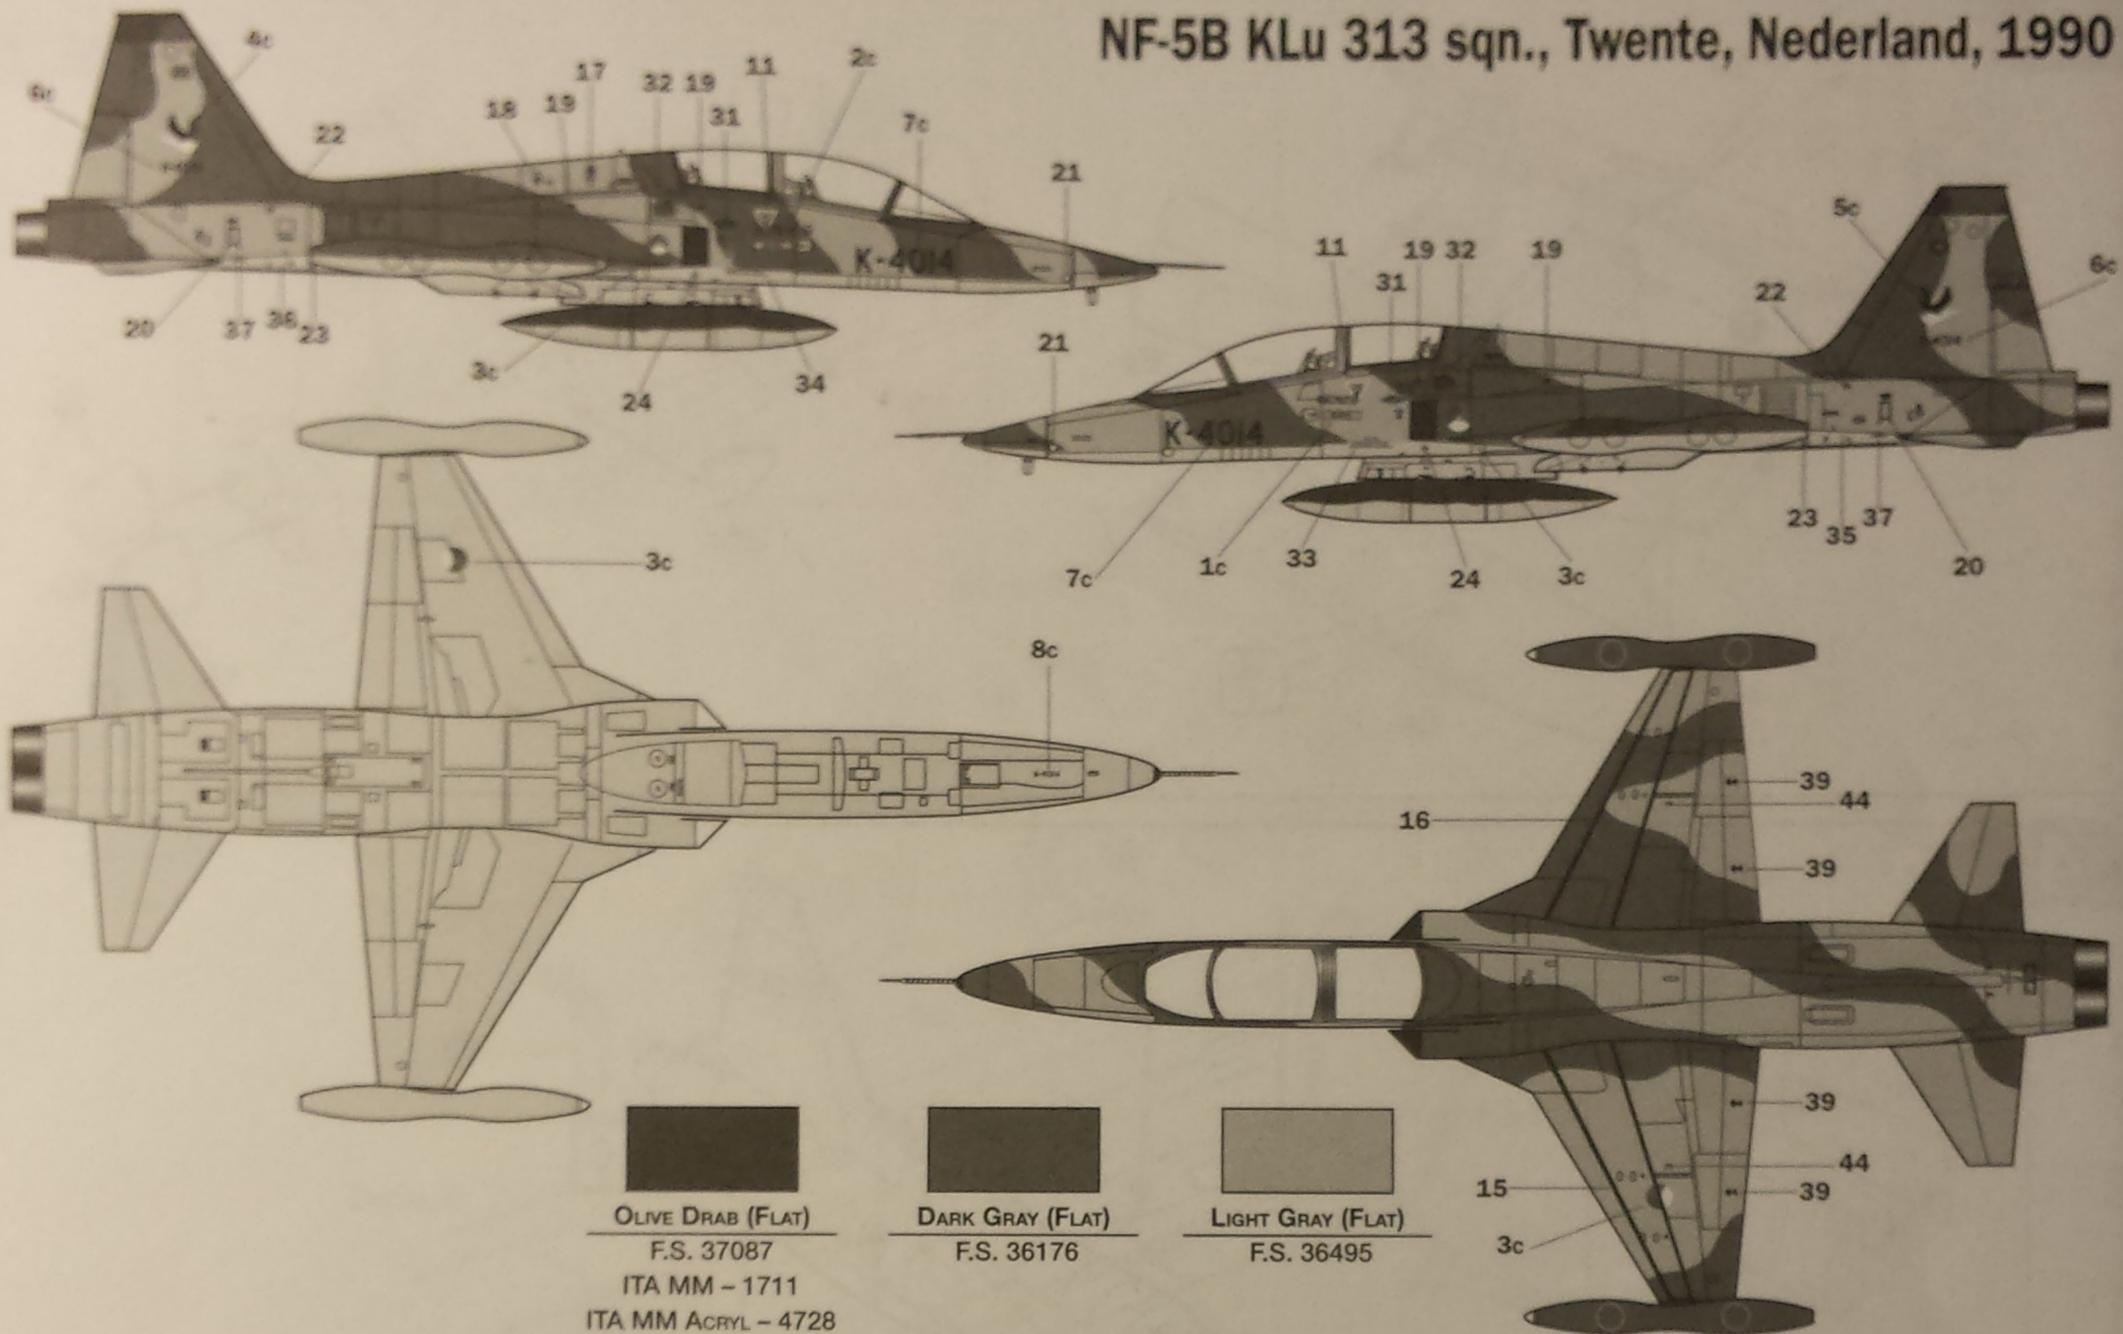 NF-5B KLu 313 sqn., Twente, Nederland, 1990
6c
4c
18
19
17
32
19
31
11
2c
7c
21
22
20
37
36
23
3c
24
34
K-4014
21
11
31
19
32
19
22
5c
6c
K-4014
7c
1c
33
24
3c
23
35
37
20
3c
8c
16
39
44
39
39
44
39
15
3c
OLIVE DRAB (FLAT)
F.S. 37087
ITA MM – 1711
ITA MM ACRYL – 4728
DARK GRAY (FLAT)
F.S. 36176
LIGHT GRAY (FLAT)
F.S. 36495